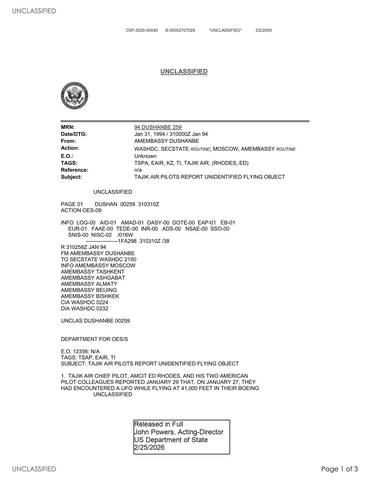 UNCLASSIFIED
CSP-2025-00040 B-00002707026 "UNCLASSIFIED" 3/2/2026
UNCLASSIFIED
MRN: 94 DUSHANBE 259
Date/DTG: Jan 31, 1994 / 310000Z Jan 94
From: AMEMBASSY DUSHANBE
Action: WASHDC, SECSTATE ROUTINE; MOSCOW, AMEMBASSY ROUTINE
E.O.: Unknown
TAGS: TSPA, EAIR, KZ, TI, TAJIK AIR, (RHODES, ED)
Reference: n/a
Subject: TAJIK AIR PILOTS REPORT UNIDENTIFIED FLYING OBJECT
UNCLASSIFIED
PAGE 01 DUSHAN 00259 310310Z
ACTION OES-09
INFO LOG-00 AID-01 AMAD-01 OASY-00 DOTE-00 EAP-01 EB-01
EUR-01 FAAE-00 TEDE-00 INR-00 ADS-00 NSAE-00 SSO-00
SNIS-00 NISC-02 /016W
------------------1FA298 310310Z /38
R 310258Z JAN 94
FM AMEMBASSY DUSHANBE
TO SECSTATE WASHDC 2150
INFO AMEMBASSY MOSCOW
AMEMBASSY TASHKENT
AMEMBASSY ASHGABAT
AMEMBASSY ALMATY
AMEMBASSY BEIJING
AMEMBASSY BISHKEK
CIA WASHDC 0224
DIA WASHDC 0232
UNCLAS DUSHANBE 00259
DEPARTMENT FOR OES/S
E.O. 12356: N/A
TAGS: TSAP, EAIR, TI
SUBJECT: TAJIK AIR PILOTS REPORT UNIDENTIFIED FLYING OBJECT
1. TAJIK AIR CHIEF PILOT, AMCIT ED RHODES, AND HIS TWO AMERICAN
PILOT COLLEAGUES REPORTED JANUARY 29 THAT, ON JANUARY 27, THEY
HAD ENCOUNTERED A UFO WHILE FLYING AT 41,000 FEET IN THEIR BOEING
UNCLASSIFIED
Released in Full
John Powers, Acting-Director
US Department of State
2/25/2026
UNCLASSIFIED Page 1 of 3